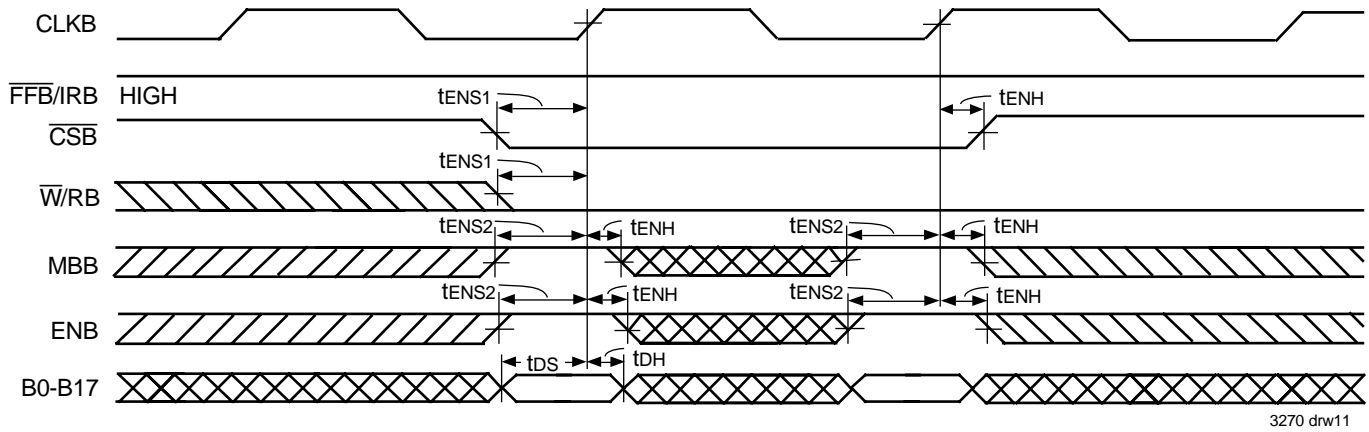 CLKB
FFB/IRB HIGH
tENS1
tENH
CSB
tENS1
W/RB
tENS2
tENH
tENS2
tENH
MBB
tENS2
tENH
tENS2
tENH
ENB
tDS
tDH
B0-B17
3270 drw11